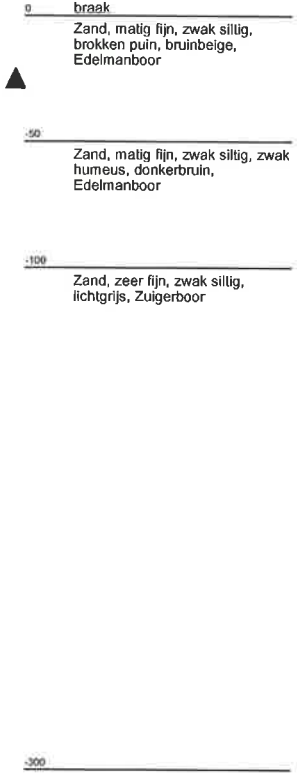 0 braak
Zand, matig fijn, zwak siltig,
brokken puin, bruinbeige,
Edelmanboor
-50
Zand, matig fijn, zwak siltig, zwak
humeus, donkerbruin,
Edelmanboor
-100
Zand, zeer fijn, zwak siltig,
lichtgrijs, Zuigerboor
-300